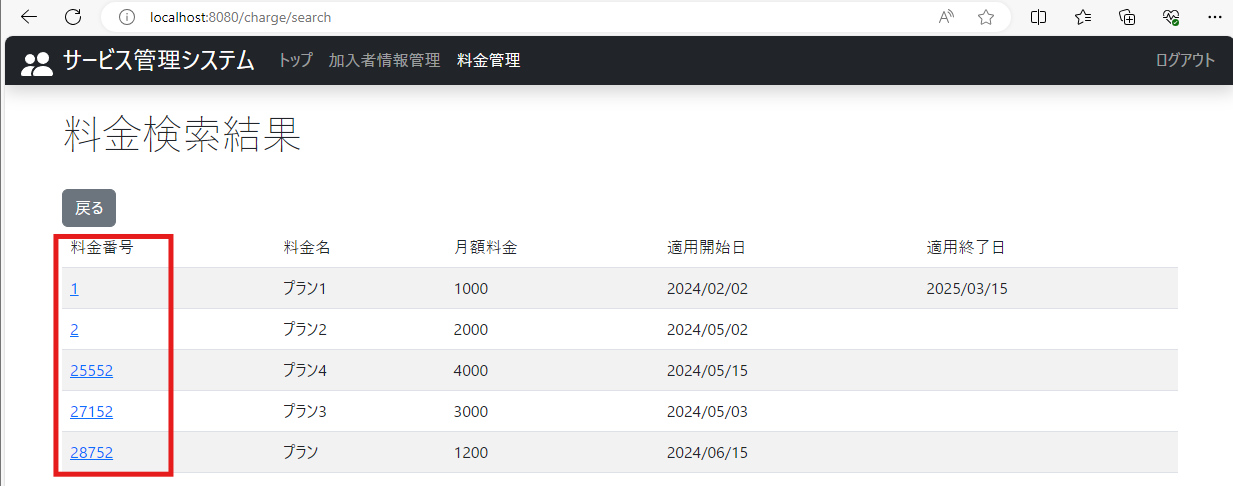 localhost:8080/charge/search
サービス管理システム トップ 加入者情報管理 料金管理 ログアウト
料金検索結果
戻る
料金番号 料金名 月額料金 適用開始日 適用終了日
1 プラン1 1000 2024/02/02 2025/03/15
2 プラン2 2000 2024/05/02
25552 プラン4 4000 2024/05/15
27152 プラン3 3000 2024/05/03
28752 プラン 1200 2024/06/15